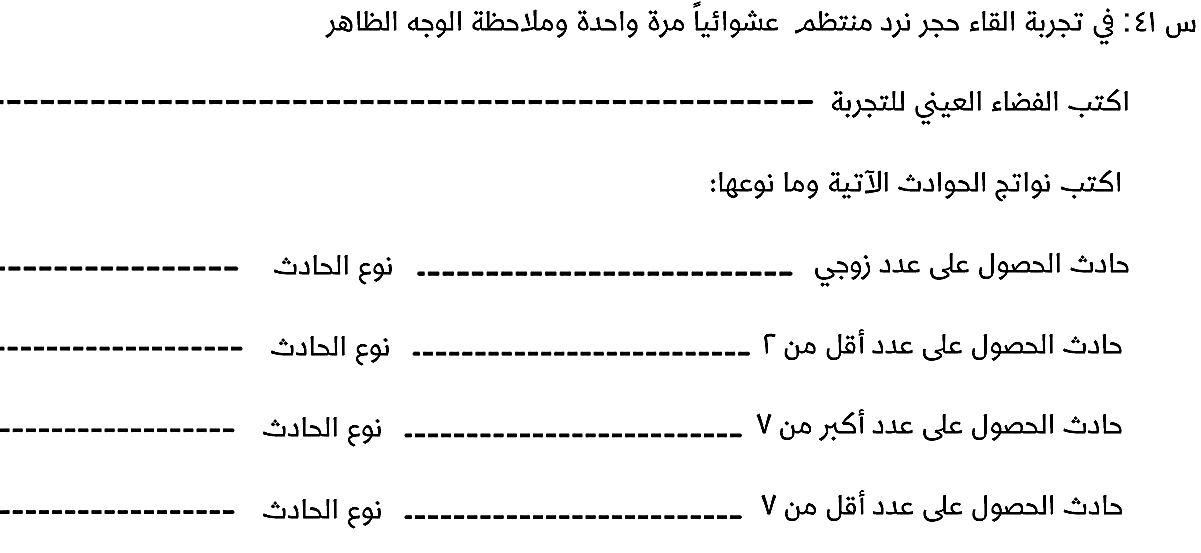 س ٤١: في تجربة القاء حجر نرد منتظم عشوائياً مرة واحدة وملاحظة الوجه الظاهر
اكتب الفضاء العيني للتجربة ------------------------------------------------
اكتب نواتج الحوادث الآتية وما نوعها:
حادث الحصول على عدد زوجي ----------------------- نوع الحادث ---------------
حادث الحصول على عدد أقل من ٢ --------------------- نوع الحادث ---------------
حادث الحصول على عدد أكبر من ٧ --------------------- نوع الحادث ---------------
حادث الحصول على عدد أقل من ٧ --------------------- نوع الحادث ---------------